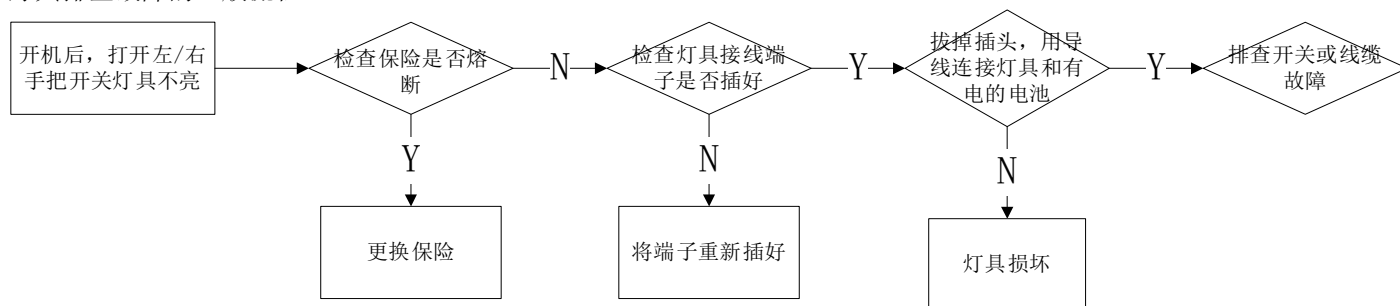 开机后，打开左/右
手把开关灯具不亮
检查保险是否熔
断
N
检查灯具接线端
子是否插好
Y
拔掉插头，用导
线连接灯具和有
电的电池
Y
排查开关或线缆
故障
Y
N
N
更换保险
将端子重新插好
灯具损坏